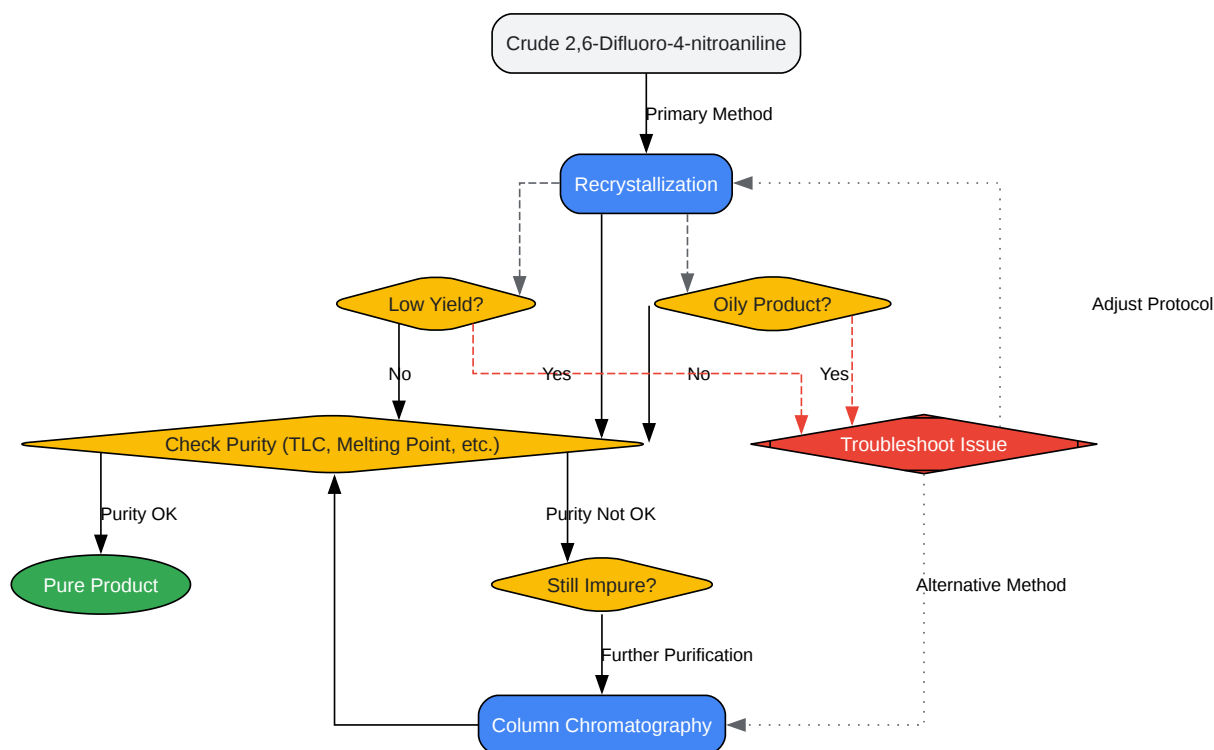 Crude 2,6-Difluoro-4-nitroaniline
Primary Method
Recrystallization
Low Yield?
Oily Product?
Adjust Protocol
No
Yes
No
Yes
Check Purity (TLC, Melting Point, etc.)
Troubleshoot Issue
Purity OK
Purity Not OK
Pure Product
Still Impure?
Alternative Method
Further Purification
Column Chromatography